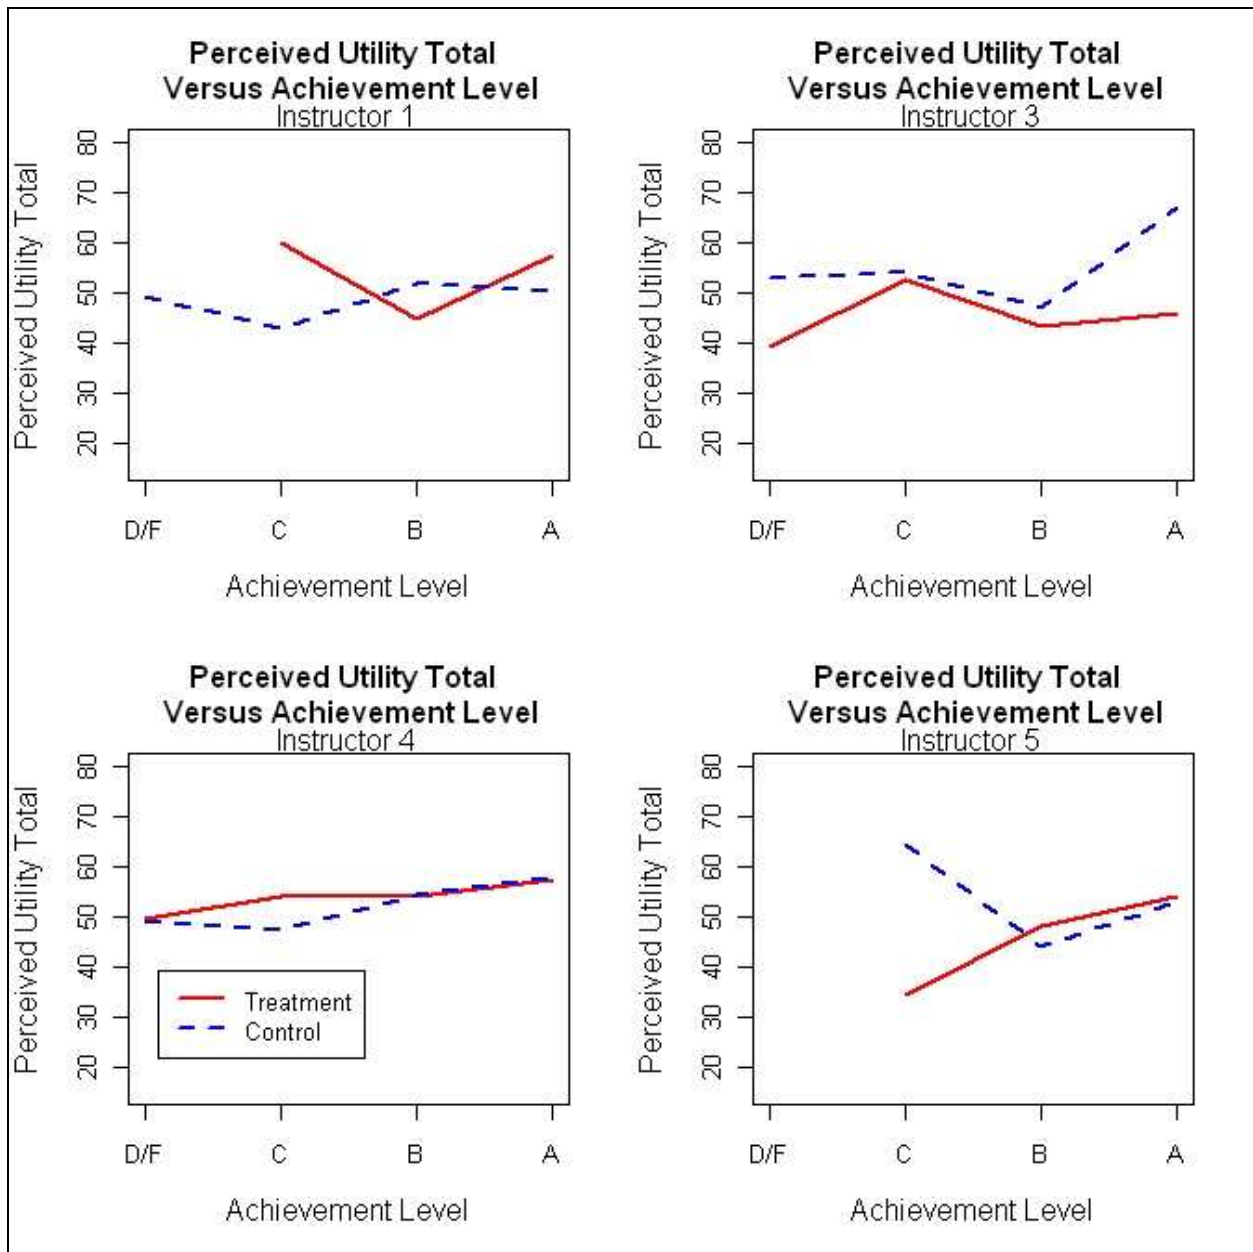 Perceived Utility Total
Versus Achievement Level
Instructor 1
Perceived Utility Total
80
70
60
50
40
30
20
D/F C B A
Achievement Level
Perceived Utility Total
Versus Achievement Level
Instructor 3
Perceived Utility Total
80
70
60
50
40
30
20
D/F C B A
Achievement Level
Perceived Utility Total
Versus Achievement Level
Instructor 4
Perceived Utility Total
80
70
60
50
40
30
20
Treatment
Control
D/F C B A
Achievement Level
Perceived Utility Total
Versus Achievement Level
Instructor 5
Perceived Utility Total
80
70
60
50
40
30
20
D/F C B A
Achievement Level